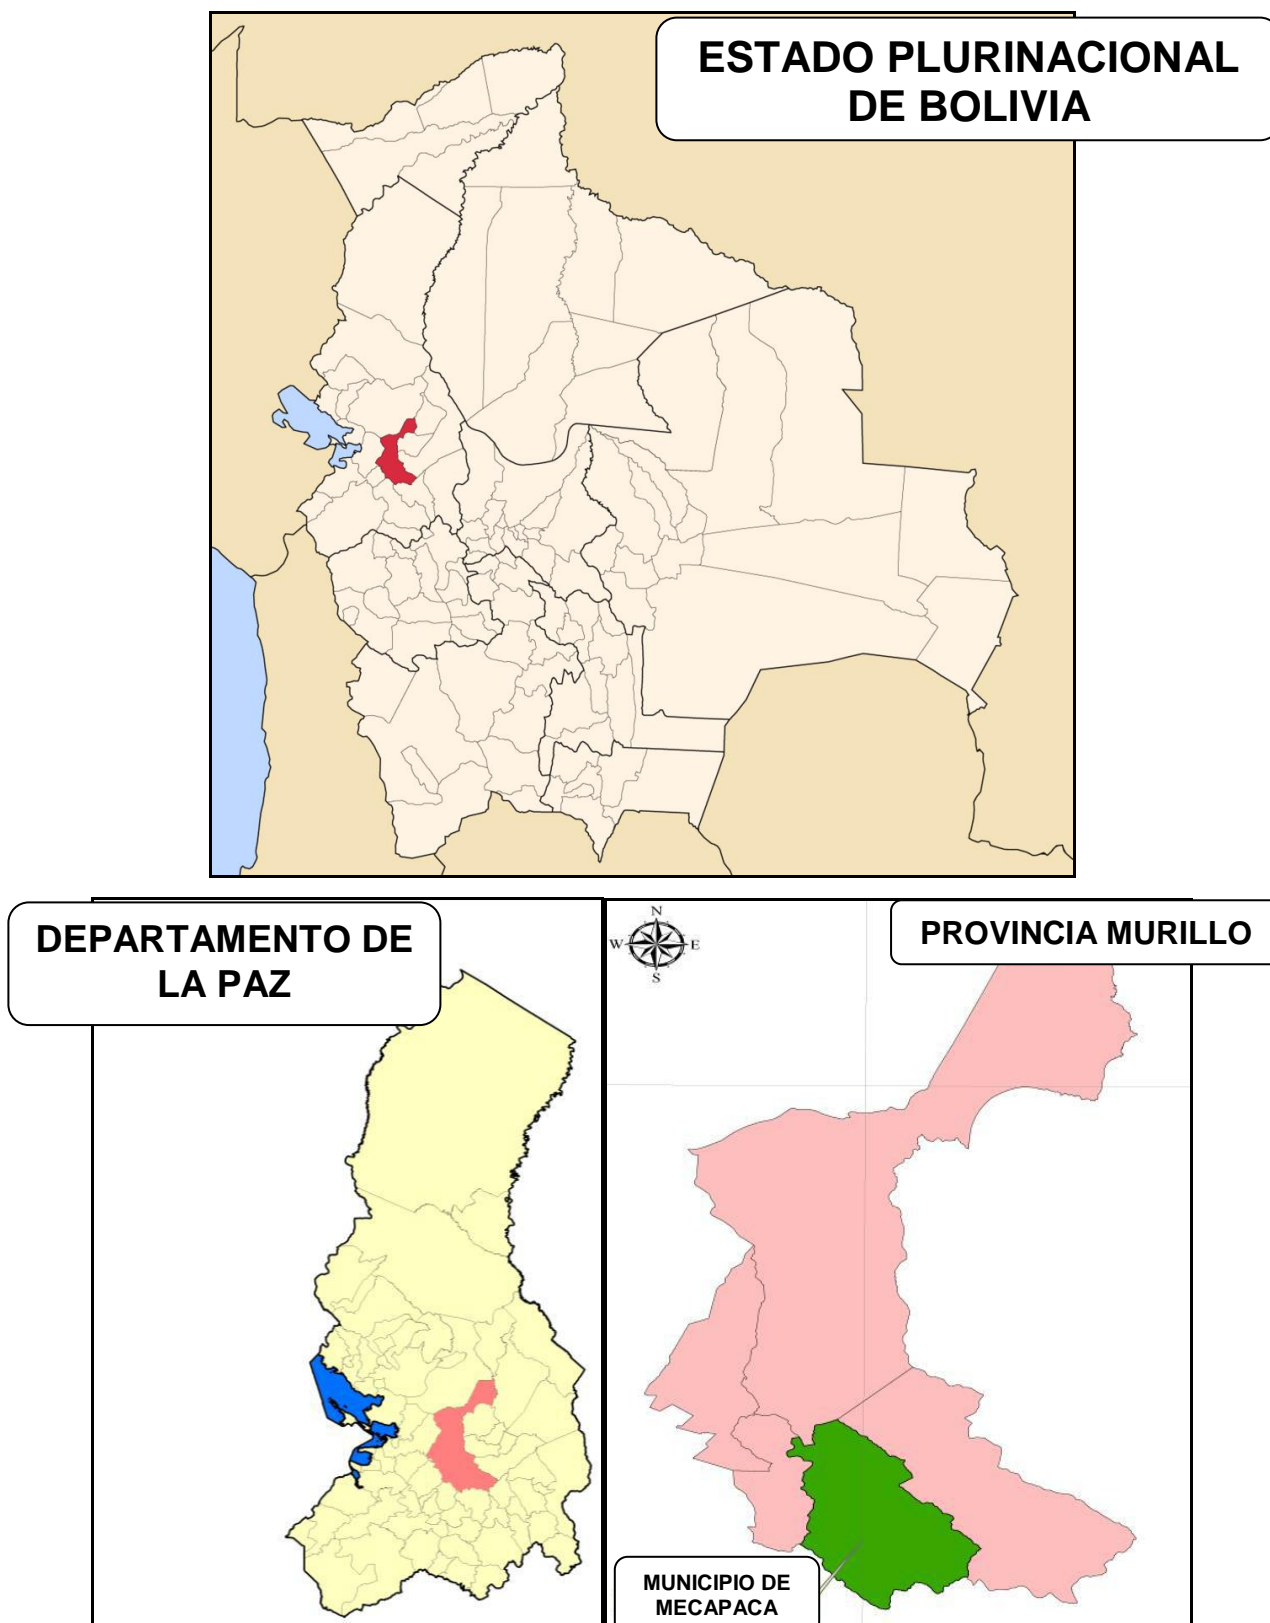 ESTADO PLURINACIONAL
DE BOLIVIA
DEPARTAMENTO DE
LA PAZ
N
W E
S
PROVINCIA MURILLO
MUNICIPIO DE
MECAPACA